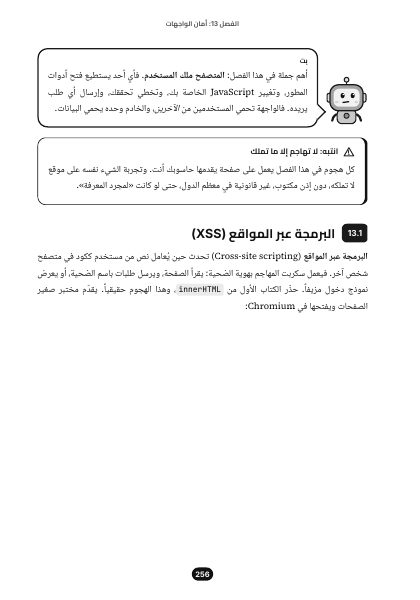 الفصل 13: أمان الواجهات
بِت
أهم جملة في هذا الفصل: المتصفح ملك المستخدم. فأي أحد يستطيع فتح أدوات
المطور، وتغيير JavaScript الخاصة بك، وتخطي تحققك، وإرسال أي طلب
يريده. فالواجهة تحمي المستخدمين من الآخرين، والخادم وحده يحمي البيانات.
انتبه: لا تهاجم إلا ما تملك
كل هجوم في هذا الفصل يعمل على صفحة يقدمها حاسوبك أنت. وتجربة الشيء نفسه على موقع
لا تملكه، دون إذن مكتوب، غير قانونية في معظم الدول، حتى لو كانت «لمجرد المعرفة».
13.1 البرمجة عبر المواقع (XSS)
البرمجة عبر المواقع (Cross-site scripting) تحدث حين يُعامل نص من مستخدم ككود في متصفح
شخص آخر. فيعمل سكربت المهاجم بهوية الضحية: يقرأ الصفحة، ويرسل طلبات باسم الضحية، أو يعرض
نموذج دخول مزيفاً. حذّر الكتاب الأول من innerHTML، وهذا الهجوم حقيقياً. يقدّم مختبر صغير
الصفحات ويفتحها في Chromium:
256